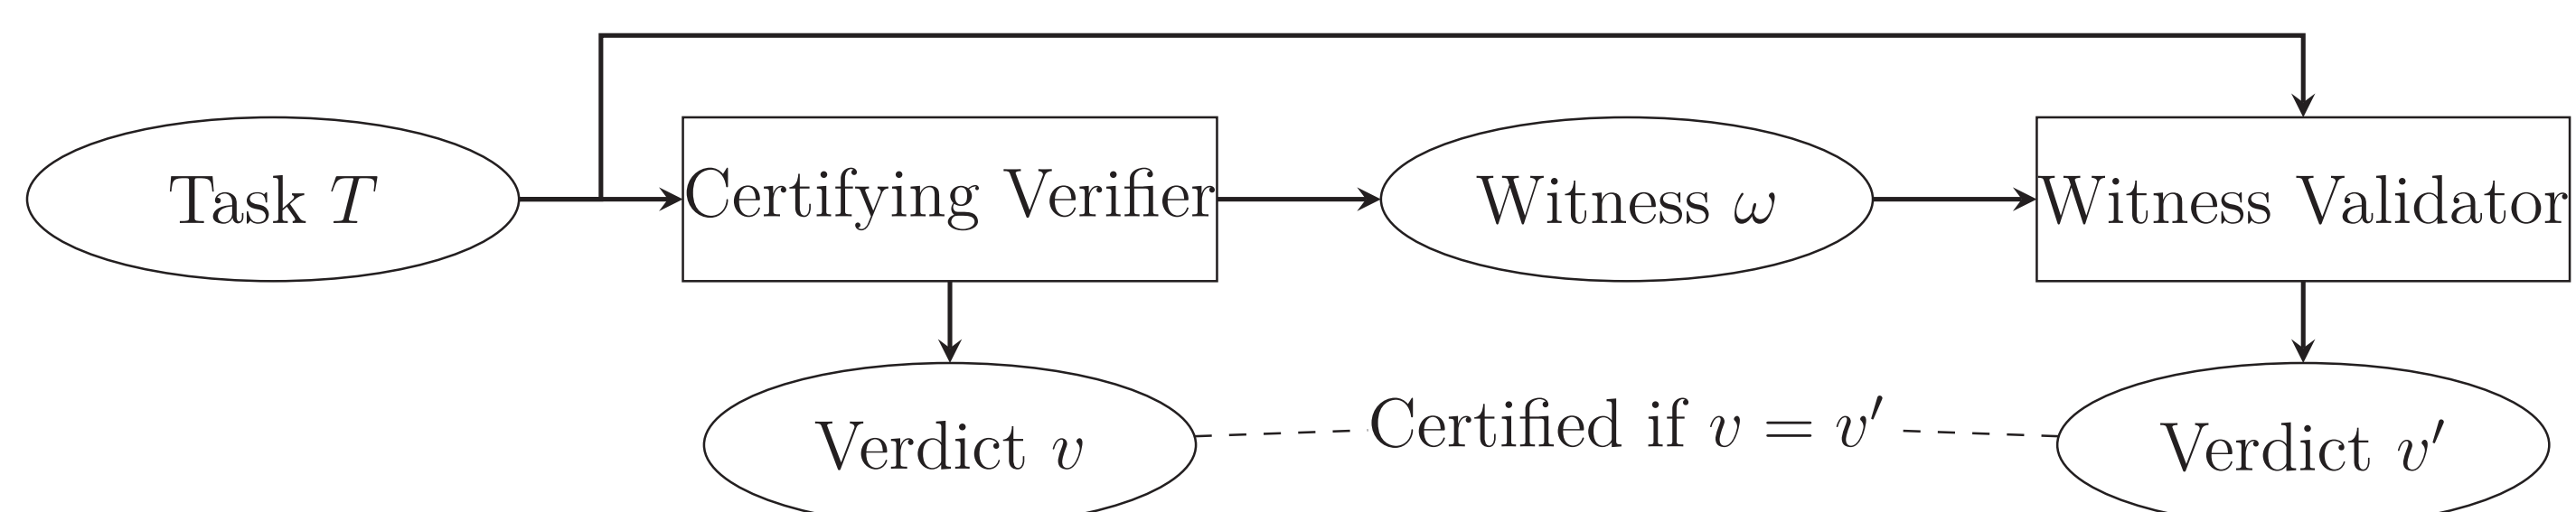 Task T
Certifying Verifier
Witness ω
Witness Validator
Verdict v
Certified if v = v′
Verdict v′